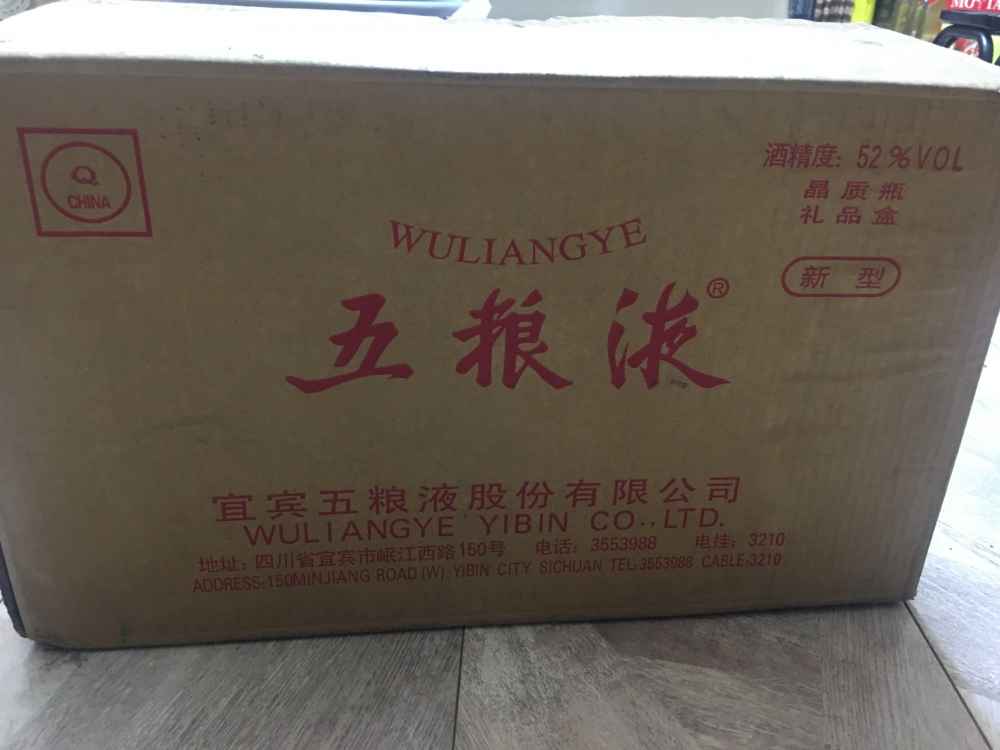 MOUTA
Q
CHINA
酒精度: 52%VOL
晶质瓶
礼品盒
新型
WULIANGYE
五粮液®
宜宾五粮液股份有限公司
WULIANGYE YIBIN CO.,LTD.
地址: 四川省宜宾市岷江西路150号 电话: 3553988 电挂: 3210
ADDRESS:150MINJIANG ROAD (W) YIBIN CITY SICHUAN TEL:3553988 CABLE:3210